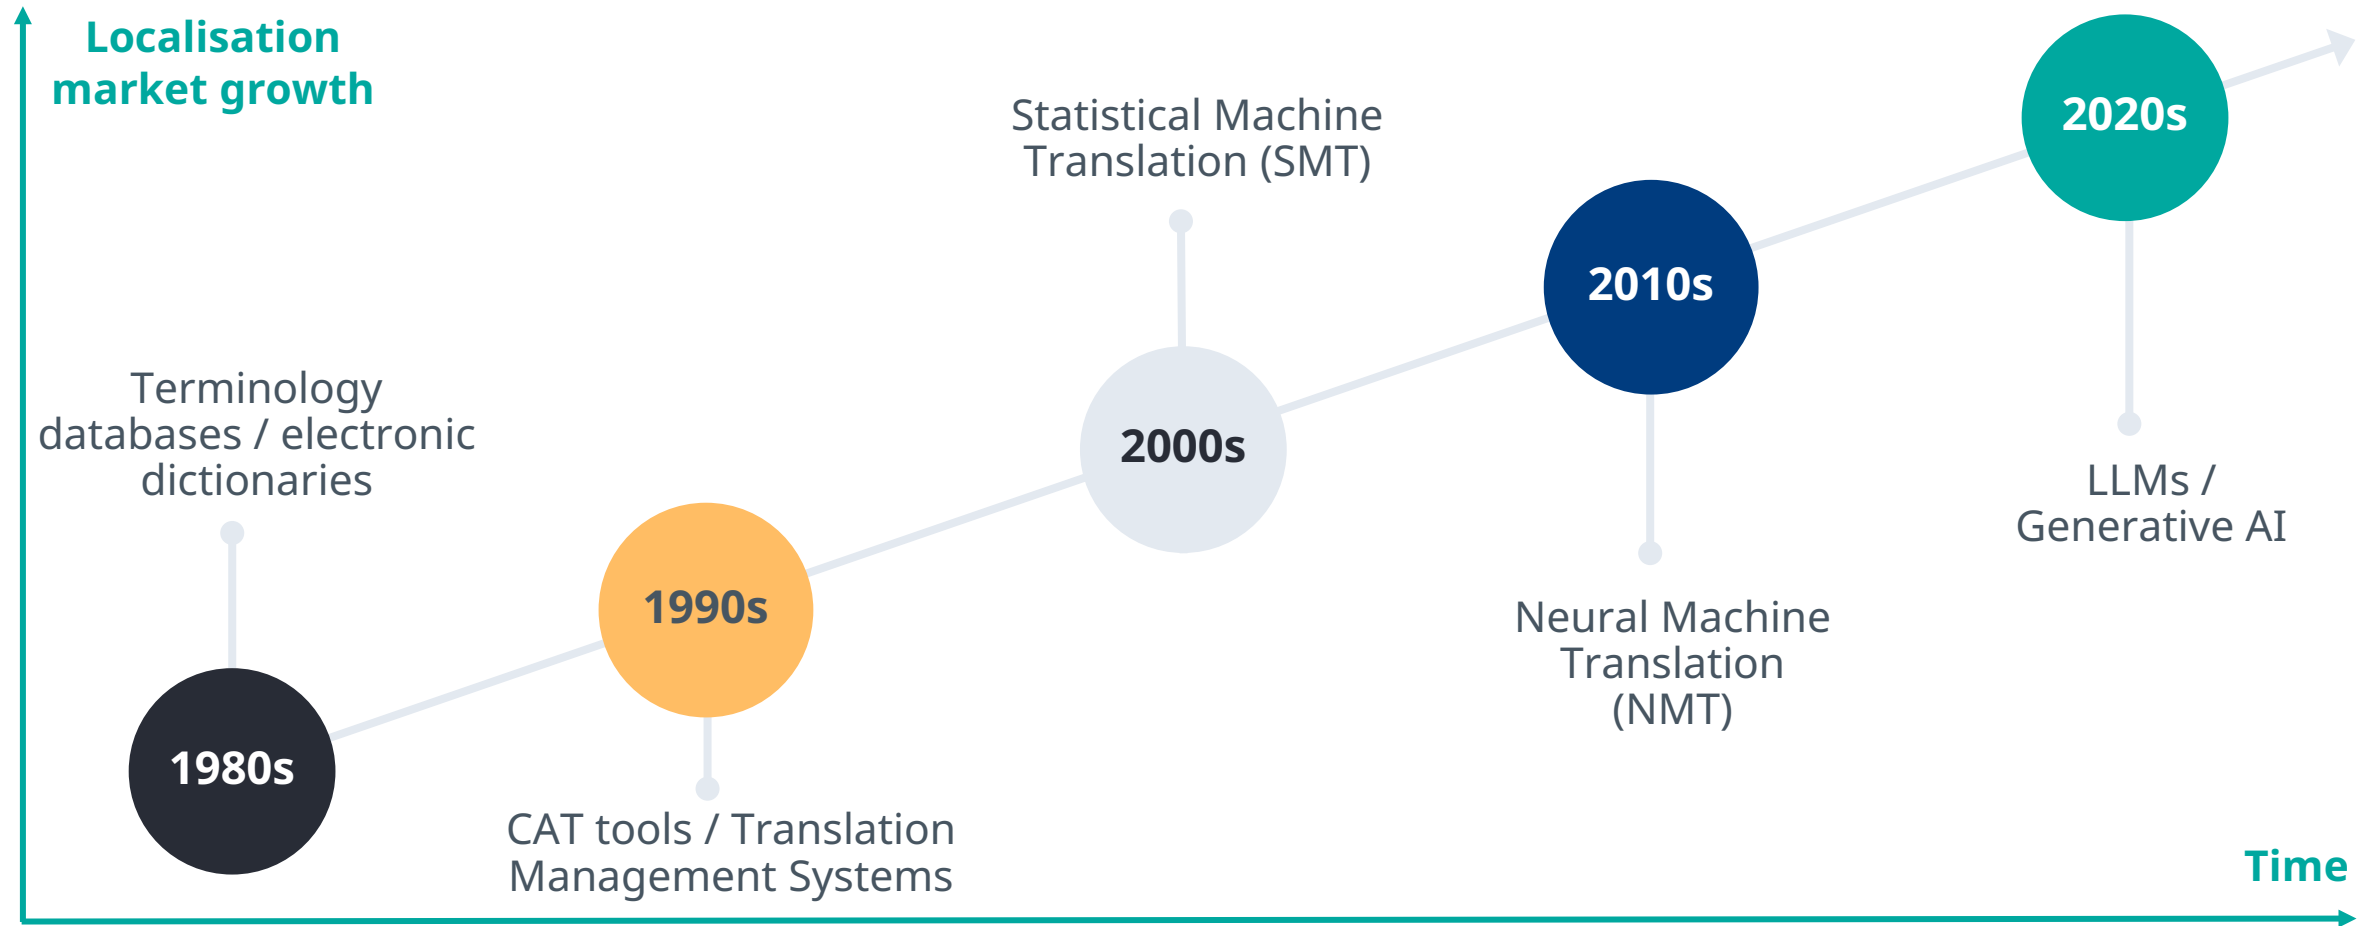 Localisation
market growth
Terminology
databases / electronic
dictionaries
1980s
1990s
CAT tools / Translation
Management Systems
Statistical Machine
Translation (SMT)
2000s
2010s
Neural Machine
Translation
(NMT)
2020s
LLMs /
Generative AI
Time